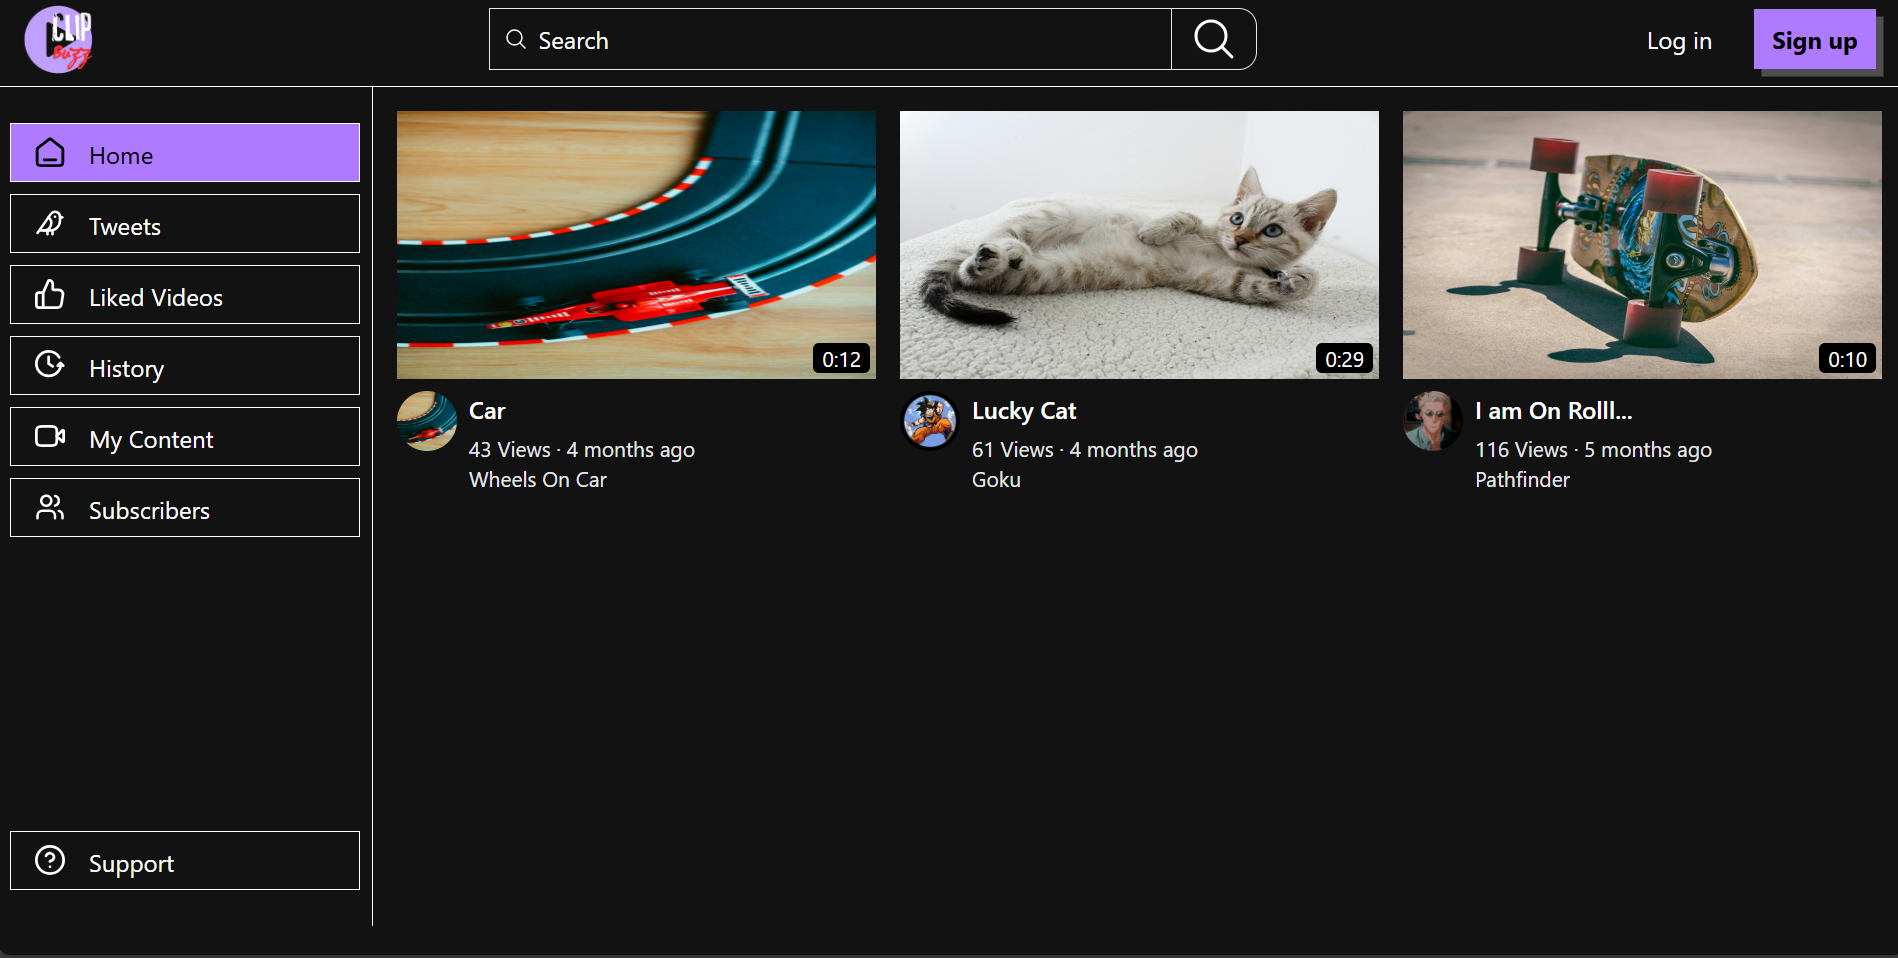 CLIP
Buzz
Search
Log in
Sign up
Home
Tweets
Liked Videos
History
My Content
Subscribers
Support
0:12
0:29
0:10
Car
43 Views · 4 months ago
Wheels On Car
Lucky Cat
61 Views · 4 months ago
Goku
I am On Rolll...
116 Views · 5 months ago
Pathfinder